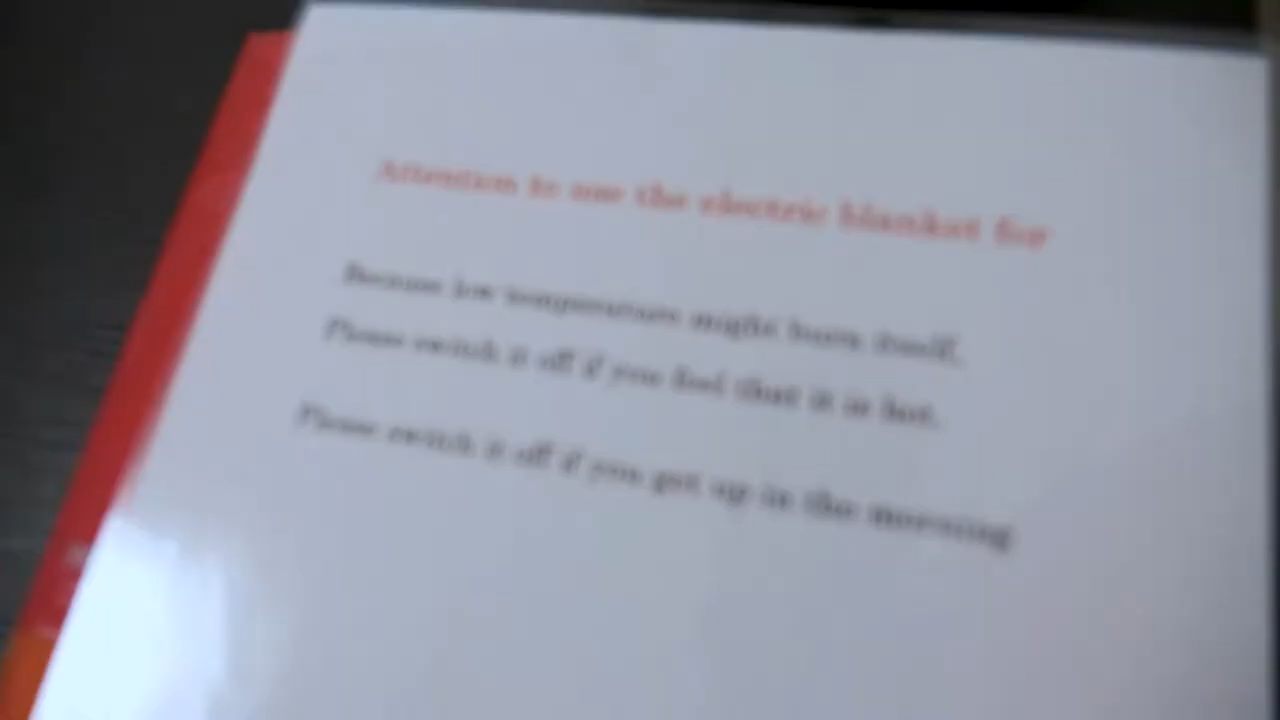 Attention to use the electric blanket for
Because low temperature might burn itself,
Please switch it off if you feel that it is hot.
Please switch it off if you get up in the morning